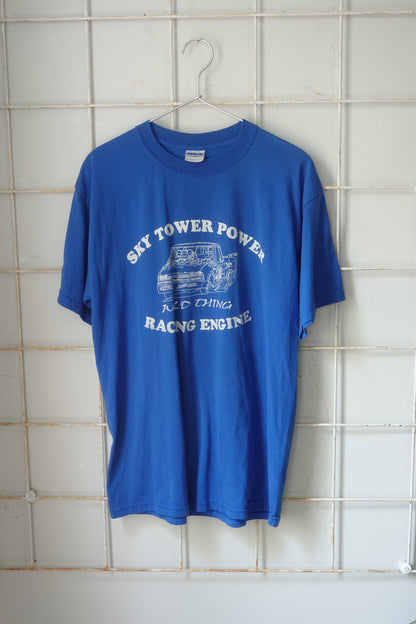 SKY TOWER POWER
WILD THING
RACING ENGINE